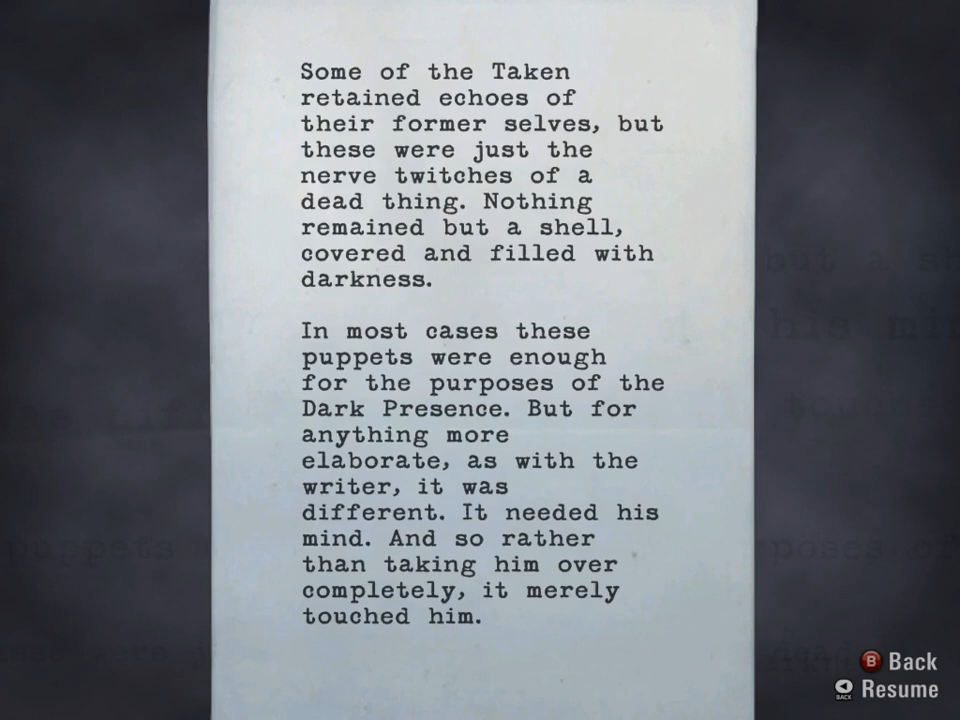 Some of the Taken
retained echoes of
their former selves, but
these were just the
nerve twitches of a
dead thing. Nothing
remained but a shell,
covered and filled with
darkness.
In most cases these
puppets were enough
for the purposes of the
Dark Presence. But for
anything more
elaborate, as with the
writer, it was
different. It needed his
mind. And so rather
than taking him over
completely, it merely
touched him.
B Back
BACK Resume